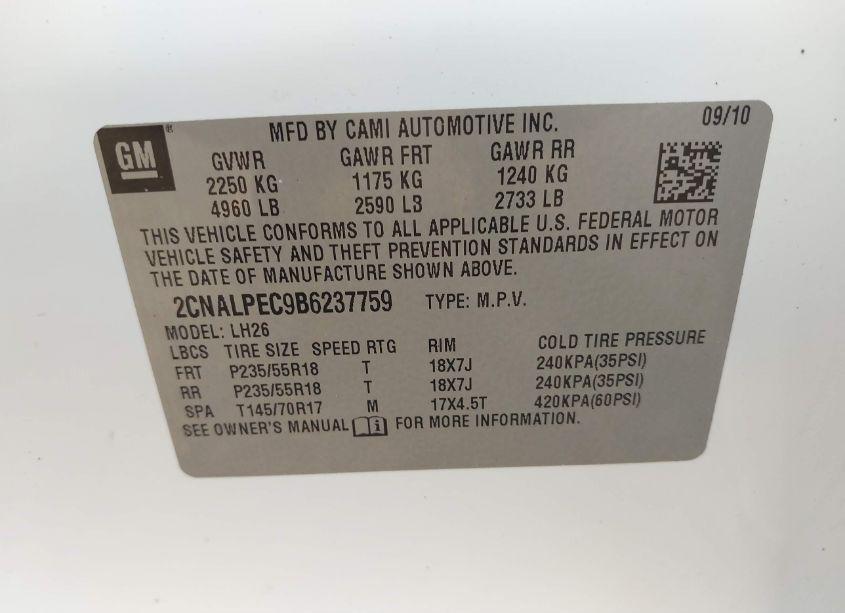 GM®
MFD BY CAMI AUTOMOTIVE INC. 09/10
GVWR GAWR FRT GAWR RR
2250 KG 1175 KG 1240 KG
4960 LB 2590 LB 2733 LB
THIS VEHICLE CONFORMS TO ALL APPLICABLE U.S. FEDERAL MOTOR
VEHICLE SAFETY AND THEFT PREVENTION STANDARDS IN EFFECT ON
THE DATE OF MANUFACTURE SHOWN ABOVE.
2CNALPEC9B6237759 TYPE: M.P.V.
MODEL: LH26
LBCS TIRE SIZE SPEED RTG RIM COLD TIRE PRESSURE
FRT P235/55R18 T 18X7J 240KPA(35PSI)
RR P235/55R18 T 18X7J 240KPA(35PSI)
SPA T145/70R17 M 17X4.5T 420KPA(60PSI)
SEE OWNER'S MANUAL i FOR MORE INFORMATION.